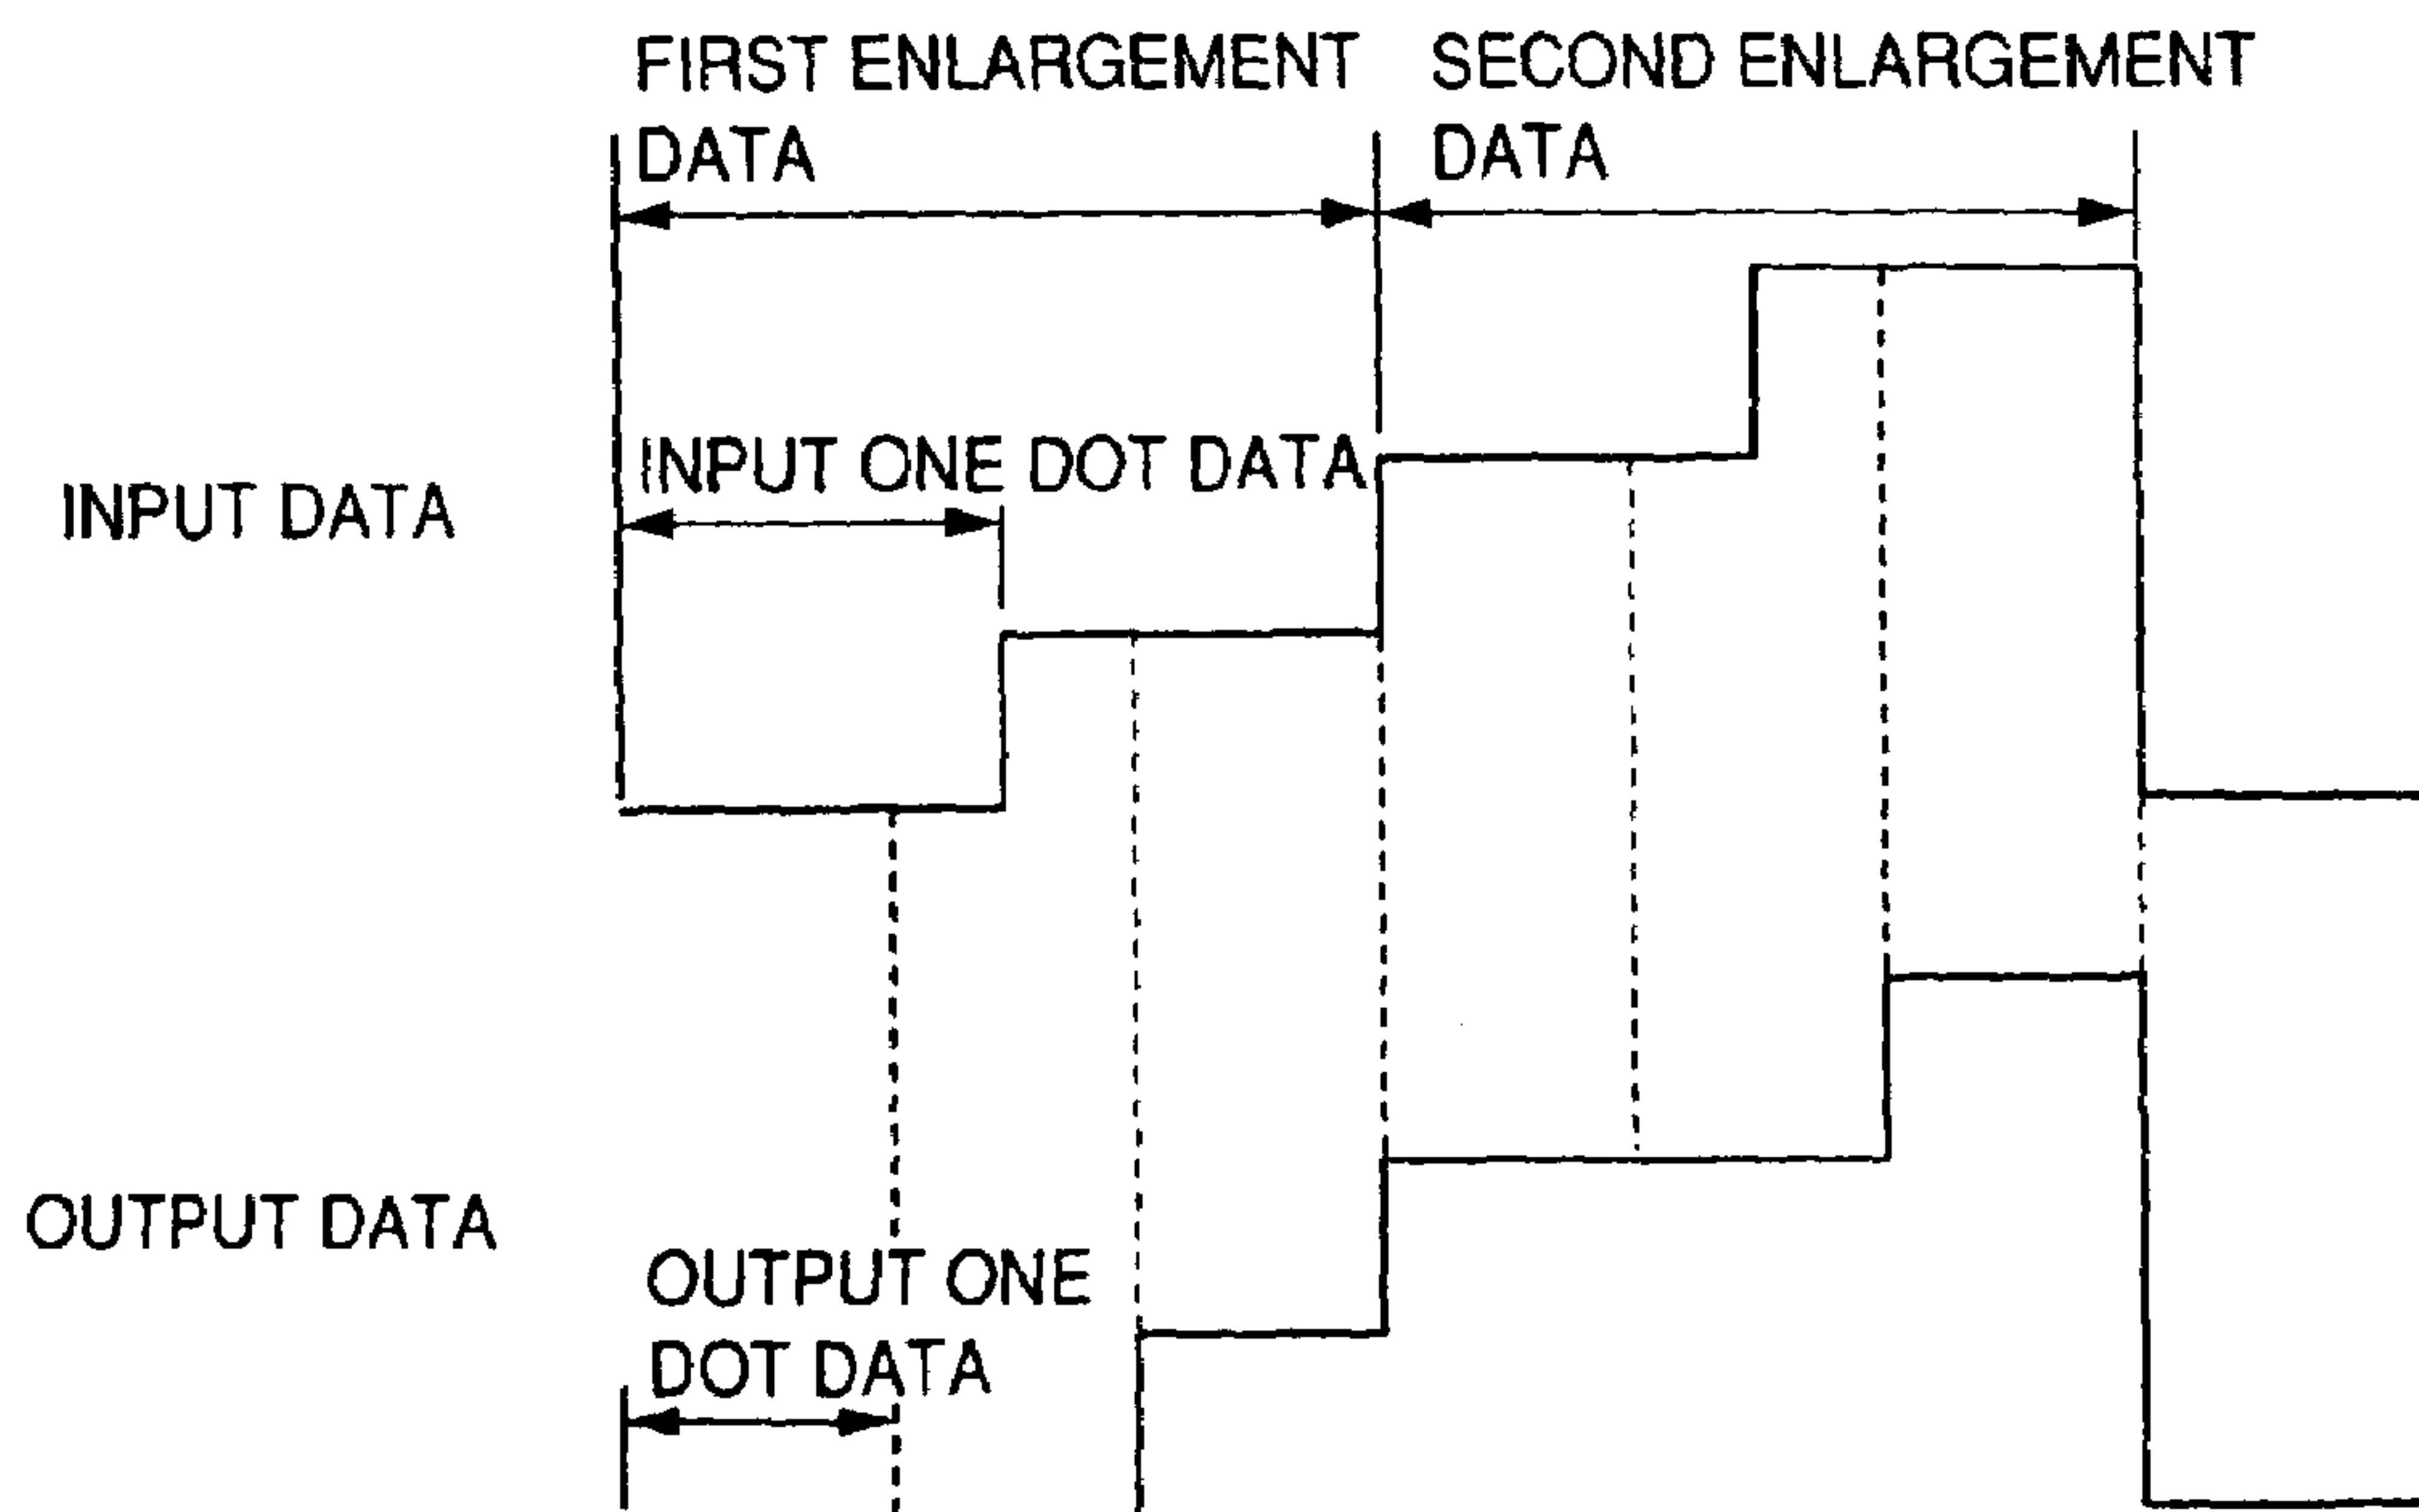 FIRST ENLARGEMENT
DATA
SECOND ENLARGEMENT
DATA
INPUT DATA
INPUT ONE DOT DATA
OUTPUT DATA
OUTPUT ONE
DOT DATA